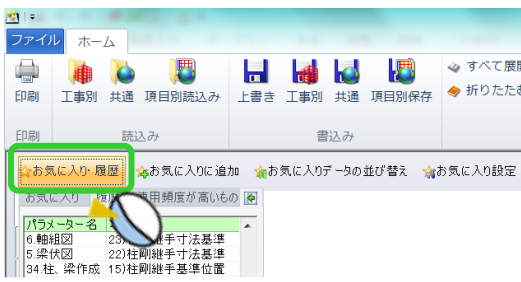 ファイル ホーム
印刷 工事別 共通 項目別読込み 上書き 工事別 共通 項目別保存
すべて展開
折りたたむ
印刷 読込み 書込み
お気に入り・履歴 お気に入りに追加 お気に入りデータの並び替え お気に入り設定
お気に入り 使用頻度が高いもの
パラメーター名
6.軸組図 23)柱剛継手寸法基準
5.梁伏図 22)柱剛継手寸法基準
34.柱、梁作成 15)柱剛継手基準位置